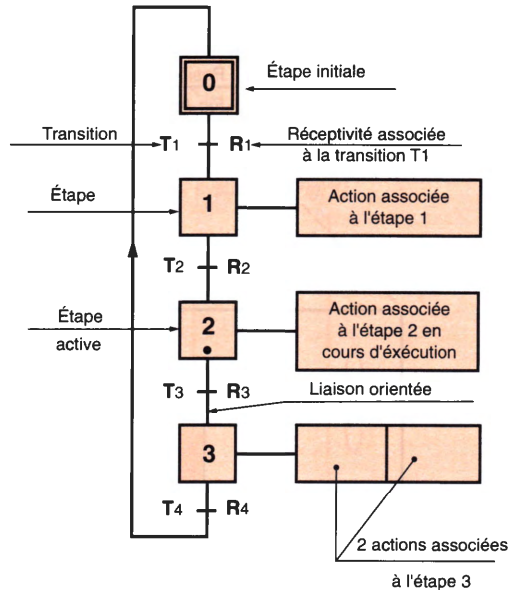 0
Étape initiale
Transition
T1
R1
Réceptivité associée
à la transition T1
Étape
1
Action associée
à l'étape 1
T2
R2
Étape
active
2
Action associée
à l'étape 2 en
cours d'éxécution
T3
R3
Liaison orientée
3
T4
R4
2 actions associées
à l'étape 3